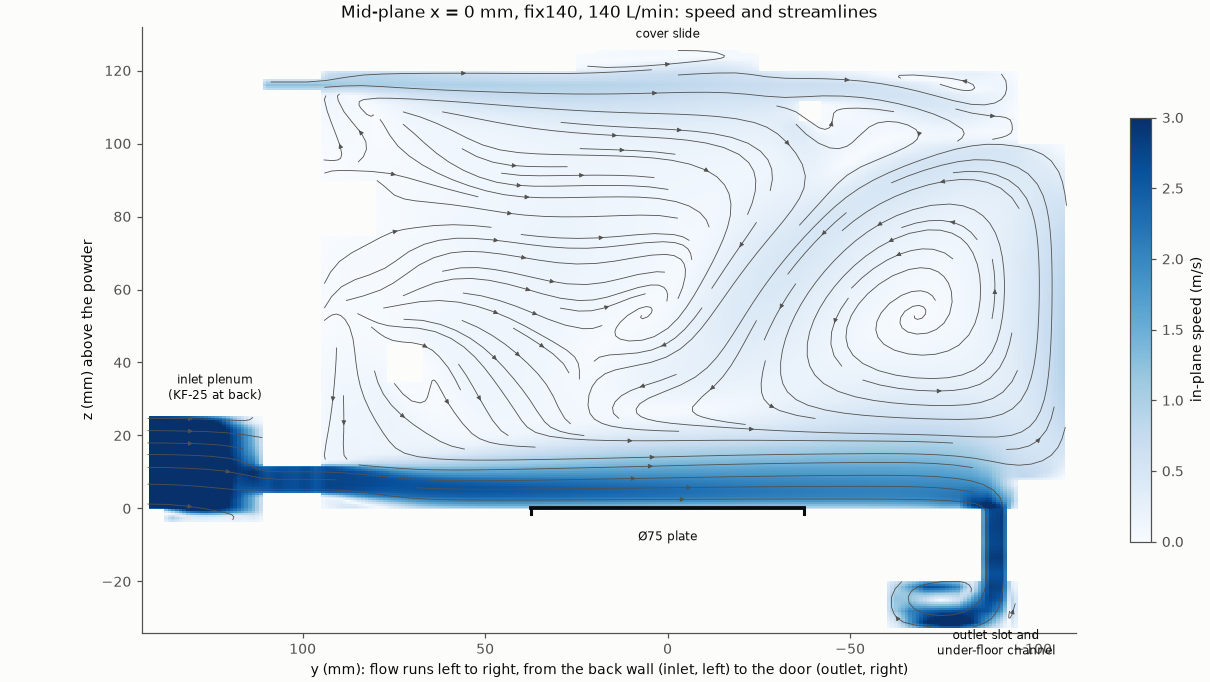 Mid-plane x = 0 mm, fix140, 140 L/min: speed and streamlines
cover slide
120
100
80
60
40
20
0
−20
z (mm) above the powder
inlet plenum
(KF-25 at back)
Ø75 plate
outlet slot and
under-floor channel
100
50
0
−50
−100
y (mm): flow runs left to right, from the back wall (inlet, left) to the door (outlet, right)
3.0
2.5
2.0
1.5
1.0
0.5
0.0
in-plane speed (m/s)